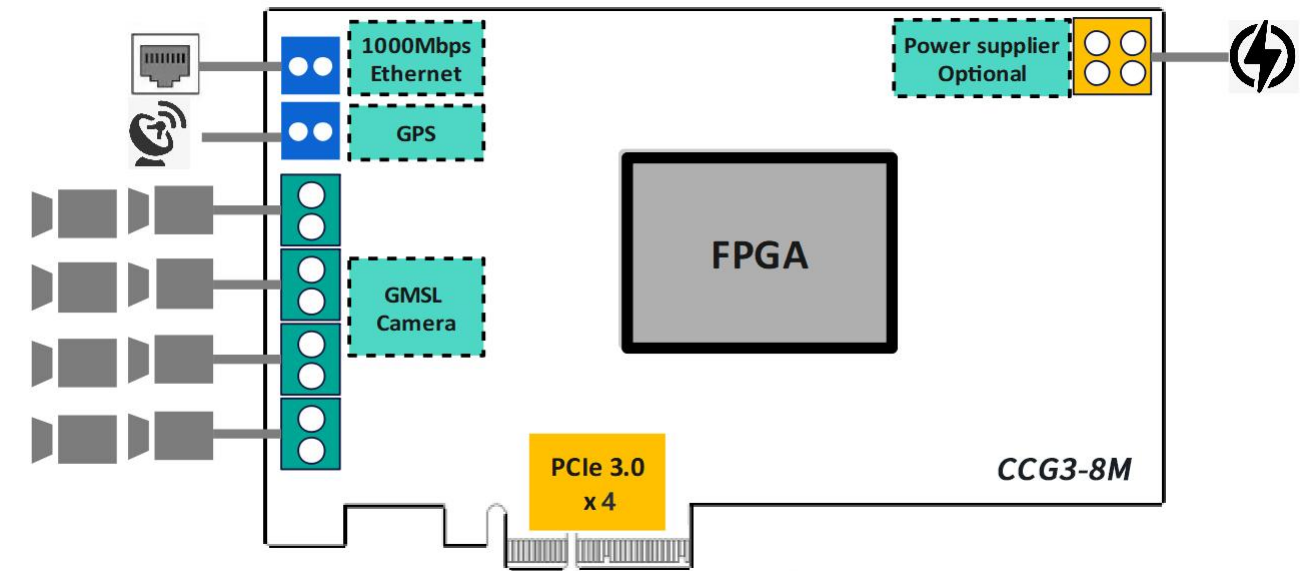 1000Mbps
Ethernet
Power supplier
Optional
GPS
FPGA
GMSL
Camera
PCIe 3.0
x 4
CCG3-8M